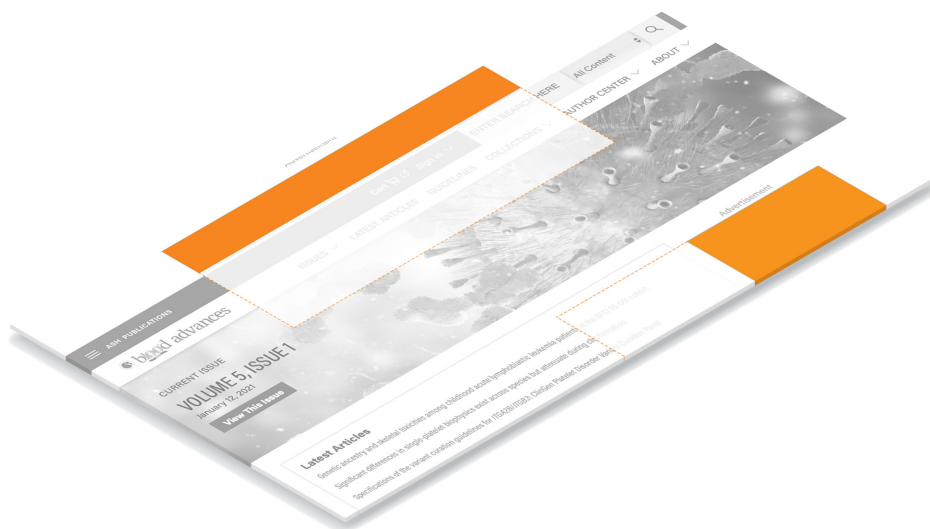 Advertisement
ENTER SEARCH HERE
All Content
Cart
Sign In
ISSUES
LATEST ARTICLES
GUIDELINES
COLLECTIONS
AUTHOR CENTER
ABOUT
ASH PUBLICATIONS
blood advances
CURRENT ISSUE
VOLUME 5, ISSUE 1
January 12, 2021
View This Issue
Advertisement
Latest Articles
Genetic ancestry and skeletal toxicities among childhood acute lymphoblastic leukemia patients
Significant differences in single-platelet biophysics exist across species but attenuate during
Specifications of the variant curation guidelines for ITGA2B/ITGB3: ClinGen Platelet Disorder Variant Curation Panel